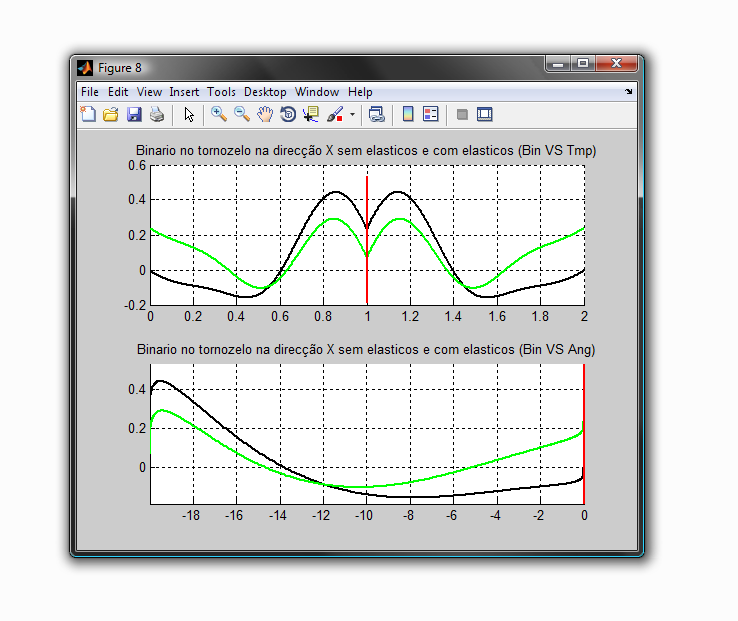 Figure 8
File Edit View Insert Tools Desktop Window Help
Binario no tornozelo na direcção X sem elasticos e com elasticos (Bin VS Tmp)
0.6
0.4
0.2
0
-0.2
0 0.2 0.4 0.6 0.8 1 1.2 1.4 1.6 1.8 2
Binario no tornozelo na direcção X sem elasticos e com elasticos (Bin VS Ang)
0.4
0.2
0
-18 -16 -14 -12 -10 -8 -6 -4 -2 0